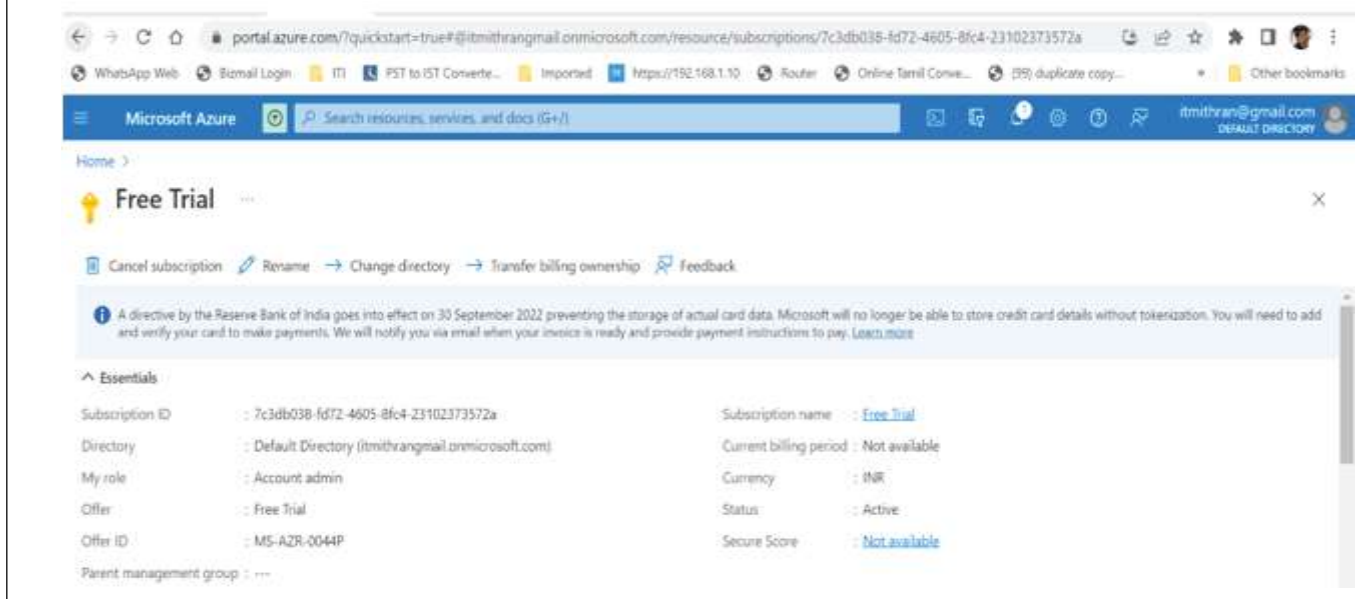 portal.azure.com/?quickstart=true#@itmithrangmail.onmicrosoft.com/resource/subscriptions/7c3db038-fd72-4605-8fc4-23102373572a
WhatsApp Web Bizmail Login ITI PST to IST Converte... Imported https://192.168.1.10 Router Online Tamil Conve... (99) duplicate copy... » Other bookmarks
Microsoft Azure Search resources, services, and docs (G+/) itmithran@gmail.com
DEFAULT DIRECTORY
Home >
Free Trial ...
Cancel subscription Rename → Change directory → Transfer billing ownership Feedback
A directive by the Reserve Bank of India goes into effect on 30 September 2022 preventing the storage of actual card data. Microsoft will no longer be able to store credit card details without tokenization. You will need to add
and verify your card to make payments. We will notify you via email when your invoice is ready and provide payment instructions to pay. Learn more
Essentials
Subscription ID : 7c3db038-fd72-4605-8fc4-23102373572a Subscription name : Free Trial
Directory : Default Directory (itmithrangmail.onmicrosoft.com) Current billing period : Not available
My role : Account admin Currency : INR
Offer : Free Trial Status : Active
Offer ID : MS-AZR-0044P Secure Score : Not available
Parent management group : ---